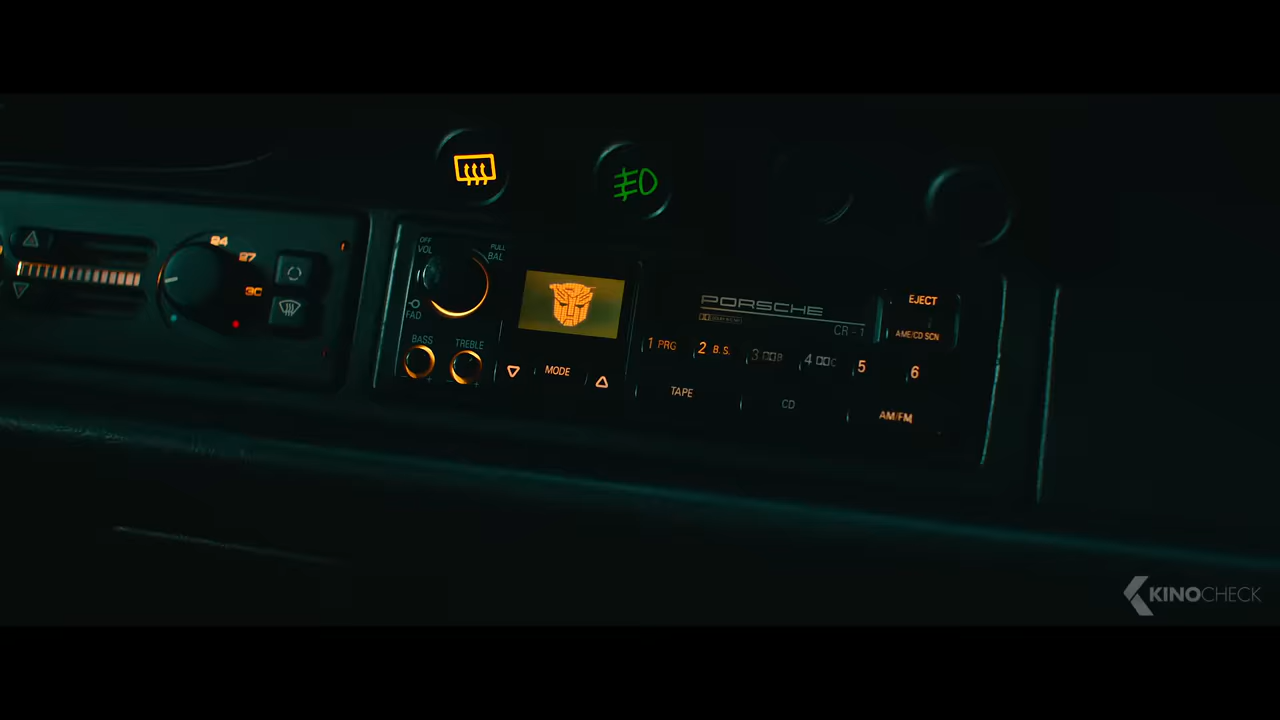 24
27
OFF
VOL
PULL
BAL
FAD
BASS
TREBLE
MODE
PORSCHE
CR-1
EJECT
AME/CD SCN
1 PRG
2 B.S.
3 B
4 C
5
6
TAPE
CD
AM/FM
KINOCHECK